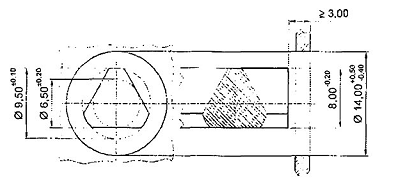 ≥ 3,00
Ø 9,50 +0.10
Ø 6,50 ±0.20
8,00 -0.20
Ø 14,00 +0.50 -0.40